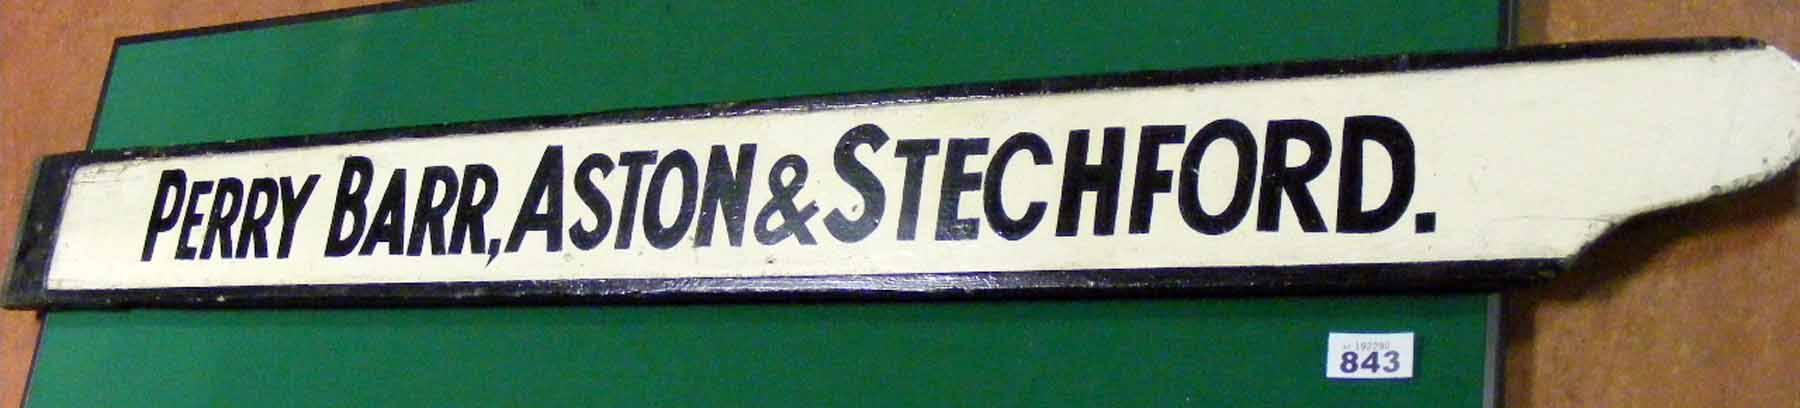 PERRY BARR, ASTON & STECHFORD.
843